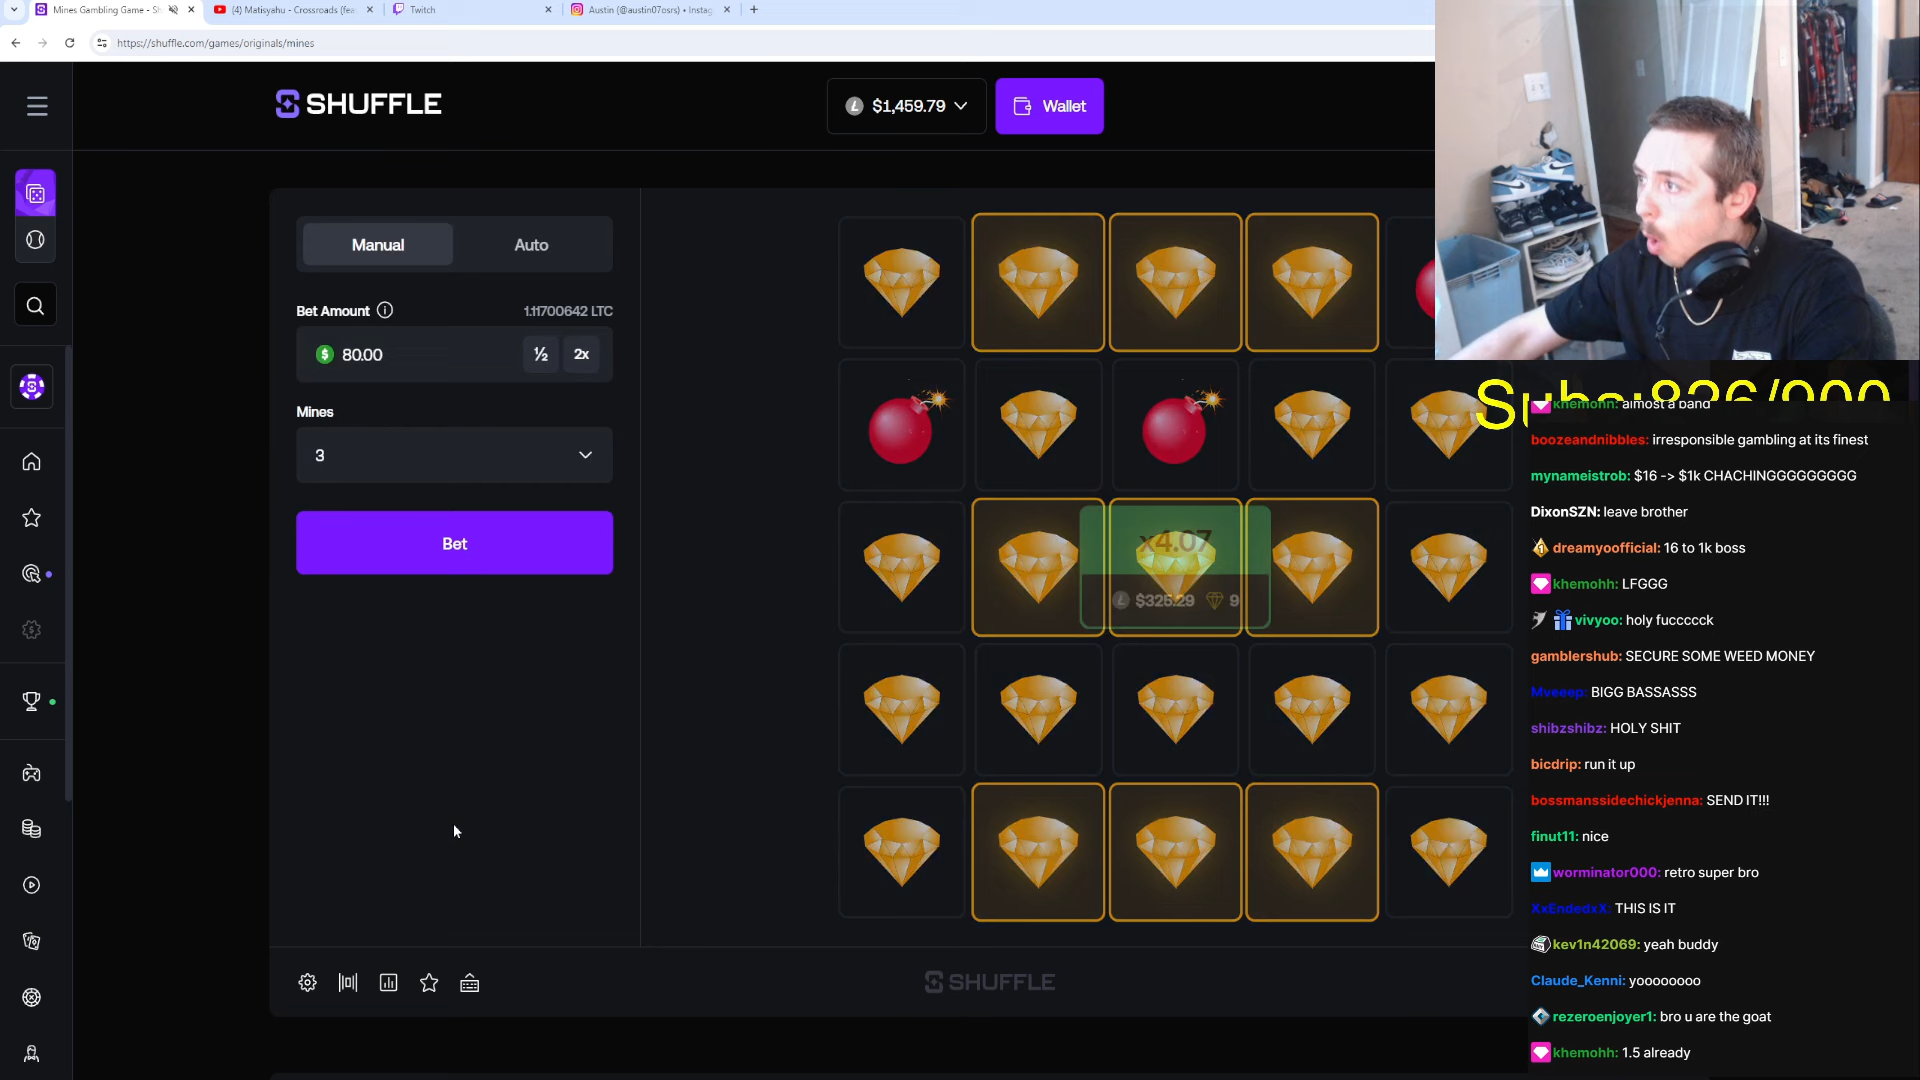 Mines Gambling Game - S
(4) Matisyahu - Crossroads (fea
Twitch
Austin (@austin07osrs) • Instag
https://shuffle.com/games/originals/mines
SHUFFLE
$1,459.79
Wallet
Manual
Auto
Bet Amount
1.11700642 LTC
80.00
½
2x
Mines
3
Bet
x4.07
$325.29
9
SHUFFLE
Subs:836/900
khemohh: almost a band
boozeandnibbles: irresponsible gambling at its finest
mynameistrob: $16 -> $1k CHACHINGGGGGGGGG
DixonSZN: leave brother
dreamyoofficial: 16 to 1k boss
khemohh: LFGGG
vivyoo: holy fuccccck
gamblershub: SECURE SOME WEED MONEY
Mveeep: BIGG BASSASSS
shibzshibz: HOLY SHIT
bicdrip: run it up
bossmanssidechickjenna: SEND IT!!!
finut11: nice
worminator000: retro super bro
XxEndedxX: THIS IS IT
kev1n42069: yeah buddy
Claude_Kenni: yoooooooo
rezeroenjoyer1: bro u are the goat
khemohh: 1.5 already